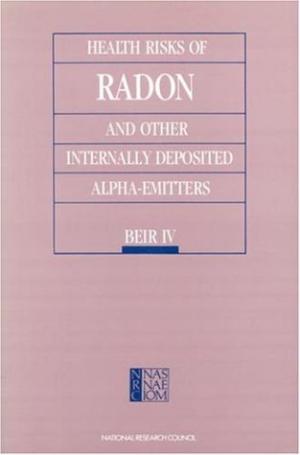 HEALTH RISKS OF
RADON
AND OTHER
INTERNALLY DEPOSITED
ALPHA-EMITTERS
BEIR IV
NRC
NAS
NAE
IOM
NATIONAL RESEARCH COUNCIL